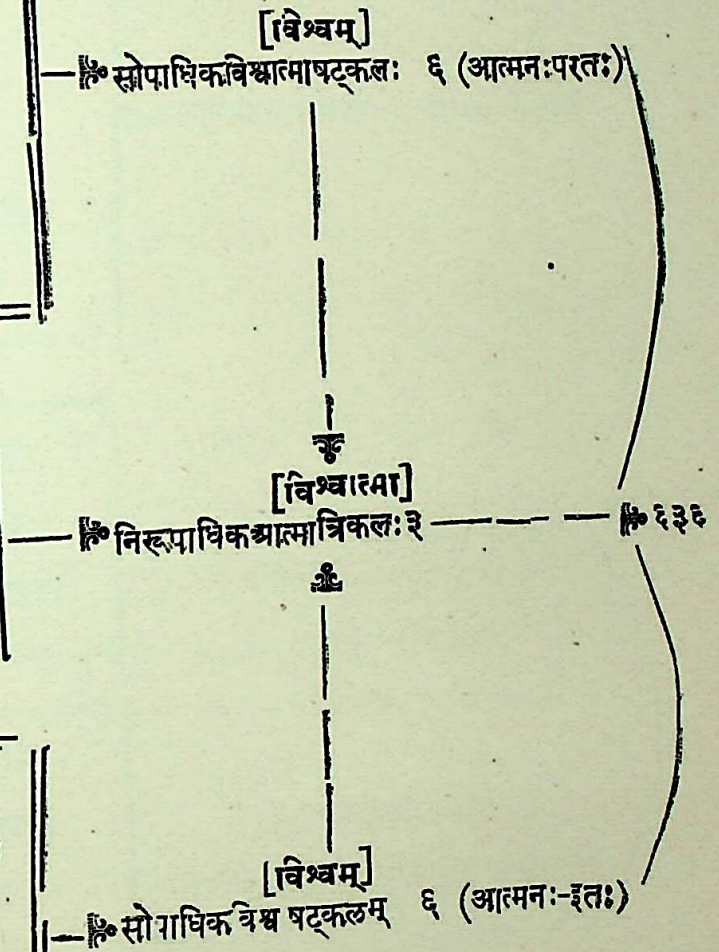 [विश्वम्]
सोपाधिकविश्वात्माषट्कलः ६ (आत्मनःपरतः)
[विश्वात्मा]
निरूपाधिकआत्मात्रिकलः३
६३६
[विश्वम्]
सोपाधिक विश्व षट्कलम् ६ (आत्मनः-इतः)